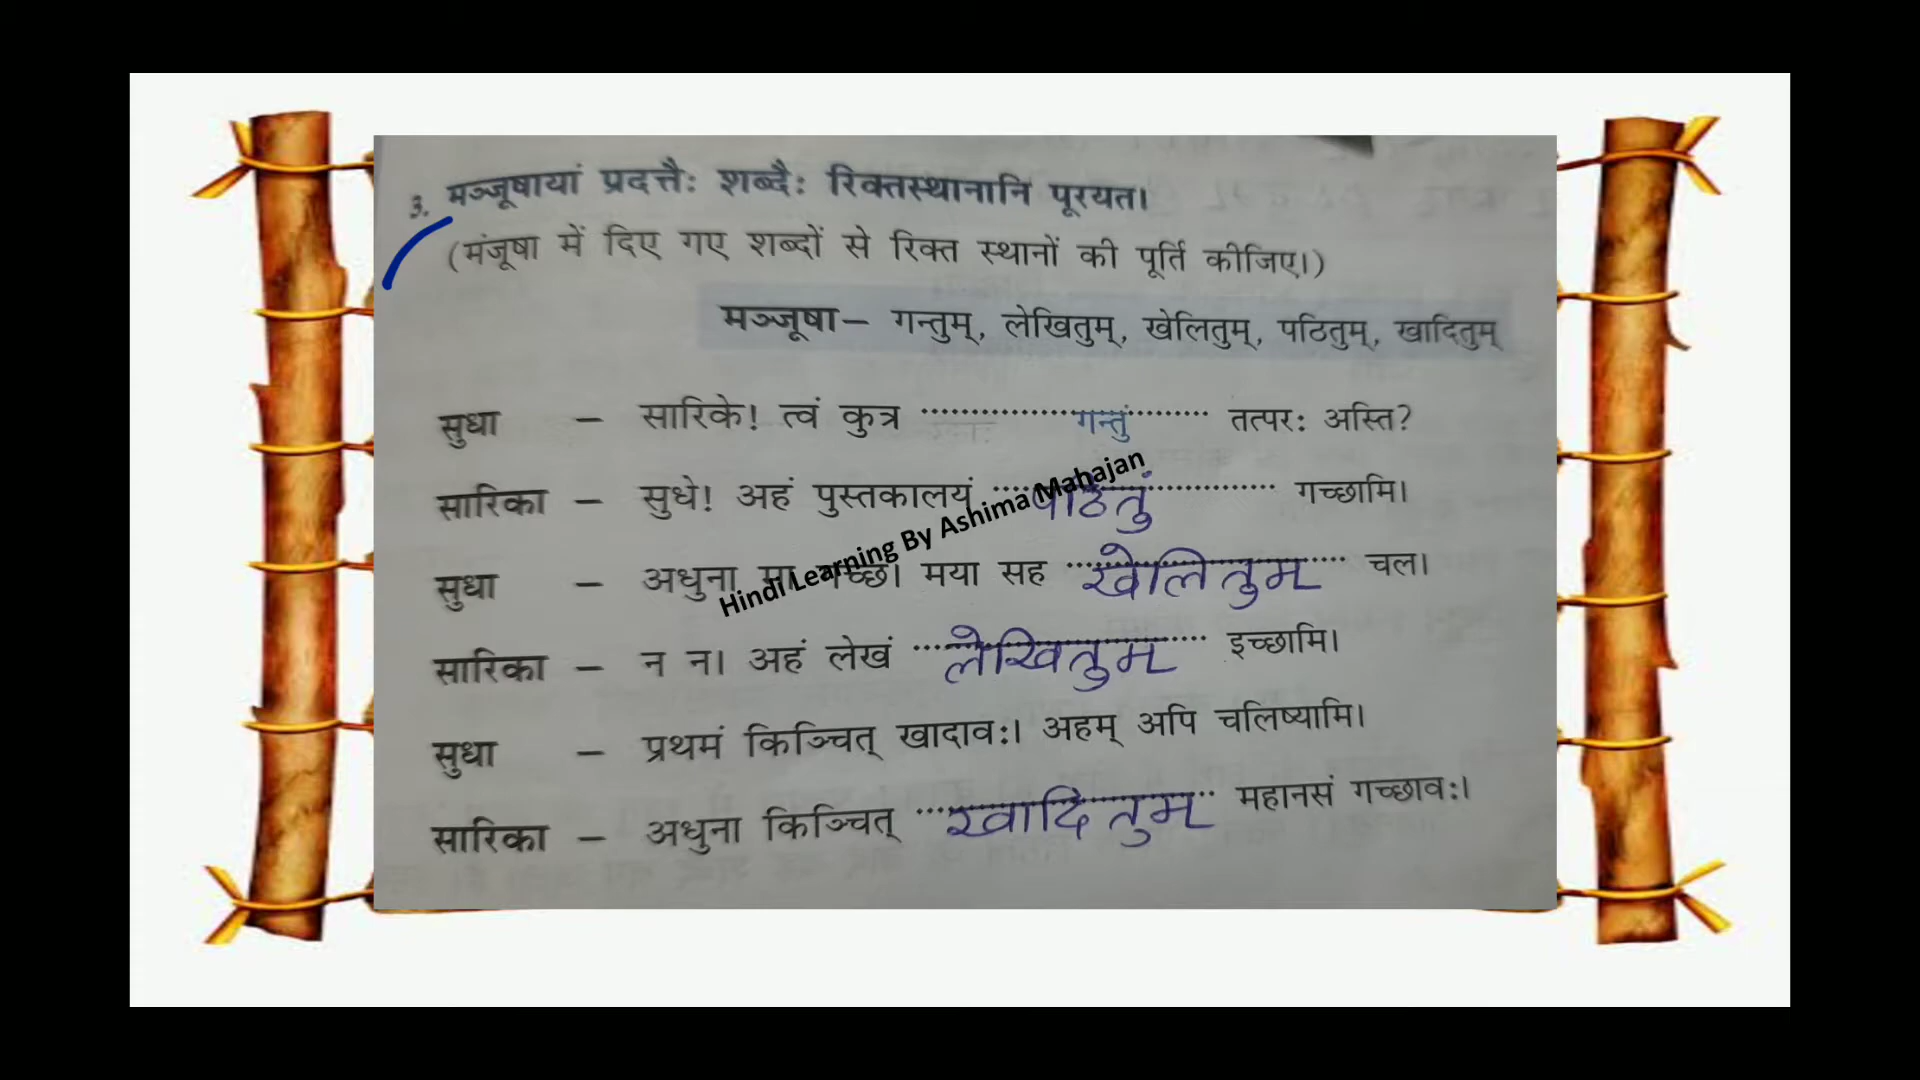 3. मञ्जूषायां प्रदत्तैः शब्दैः रिक्तस्थानानि पूरयत।
(मंजूषा में दिए गए शब्दों से रिक्त स्थानों की पूर्ति कीजिए।)
मञ्जूषा– गन्तुम्, लेखितुम्, खेलितुम्, पठितुम्, खादितुम्
सुधा – सारिके! त्वं कुत्र गन्तुं तत्परः अस्ति?
सारिका – सुधे! अहं पुस्तकालयं पठितुं गच्छामि।
सुधा – अधुना मा गच्छ। मया सह खेलितुम् चल।
सारिका – न न। अहं लेखं लेखितुम् इच्छामि।
सुधा – प्रथमं किञ्चित् खादावः। अहम् अपि चलिष्यामि।
सारिका – अधुना किञ्चित् खादितुम् महानसं गच्छावः।
Hindi Learning By Ashima Mahajan